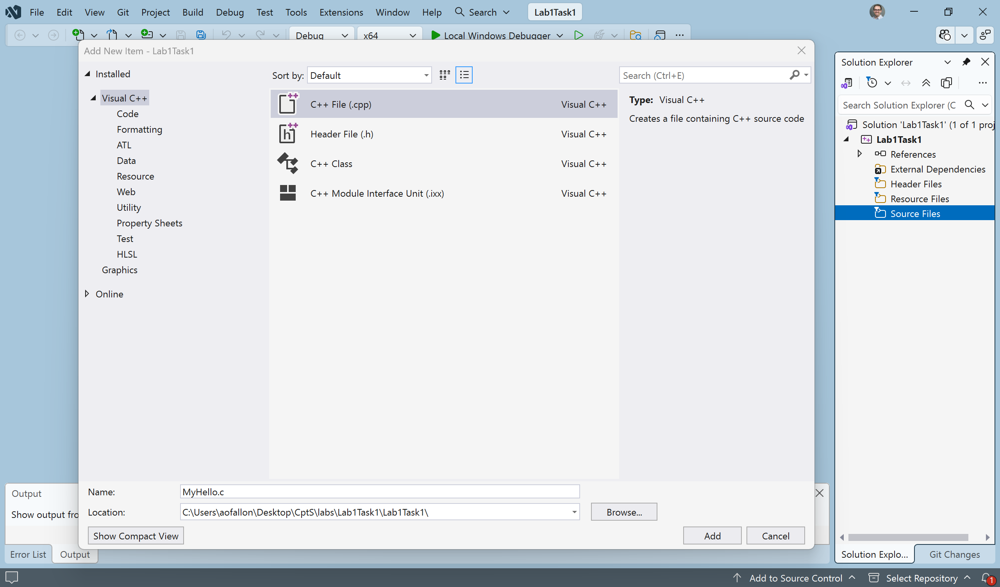 File Edit View Git Project Build Debug Test Tools Extensions Window Help Search Lab1Task1
Debug x64 Local Windows Debugger
Add New Item - Lab1Task1
Installed
Visual C++
Code
Formatting
ATL
Data
Resource
Web
Utility
Property Sheets
Test
HLSL
Graphics
Online
Sort by: Default
C++ File (.cpp) Visual C++
Header File (.h) Visual C++
C++ Class Visual C++
C++ Module Interface Unit (.ixx) Visual C++
Search (Ctrl+E)
Type: Visual C++
Creates a file containing C++ source code
Name: MyHello.c
Location: C:\Users\aofallon\Desktop\CptS\labs\Lab1Task1\Lab1Task1\
Browse...
Show Compact View
Add Cancel
Solution Explorer
Search Solution Explorer (C
Solution 'Lab1Task1' (1 of 1 proj
Lab1Task1
References
External Dependencies
Header Files
Resource Files
Source Files
Solution Explo... Git Changes
Output
Show output fro
Error List Output
Add to Source Control Select Repository 1